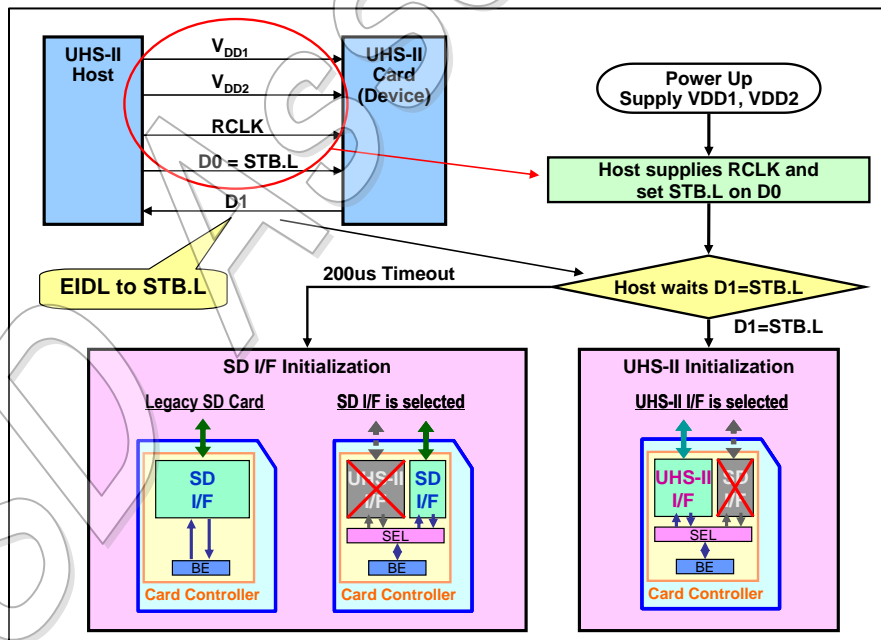 UHS-II
Host
VDD1
VDD2
RCLK
D0 = STB.L
D1
UHS-II
Card
(Device)
EIDL to STB.L
Power Up
Supply VDD1, VDD2
Host supplies RCLK and
set STB.L on D0
Host waits D1=STB.L
200us Timeout
D1=STB.L
SD I/F Initialization
Legacy SD Card
SD I/F is selected
SD
I/F
BE
Card Controller
UHS-II
I/F
SD
I/F
SEL
BE
Card Controller
UHS-II Initialization
UHS-II I/F is selected
UHS-II
I/F
SD
I/F
SEL
BE
Card Controller